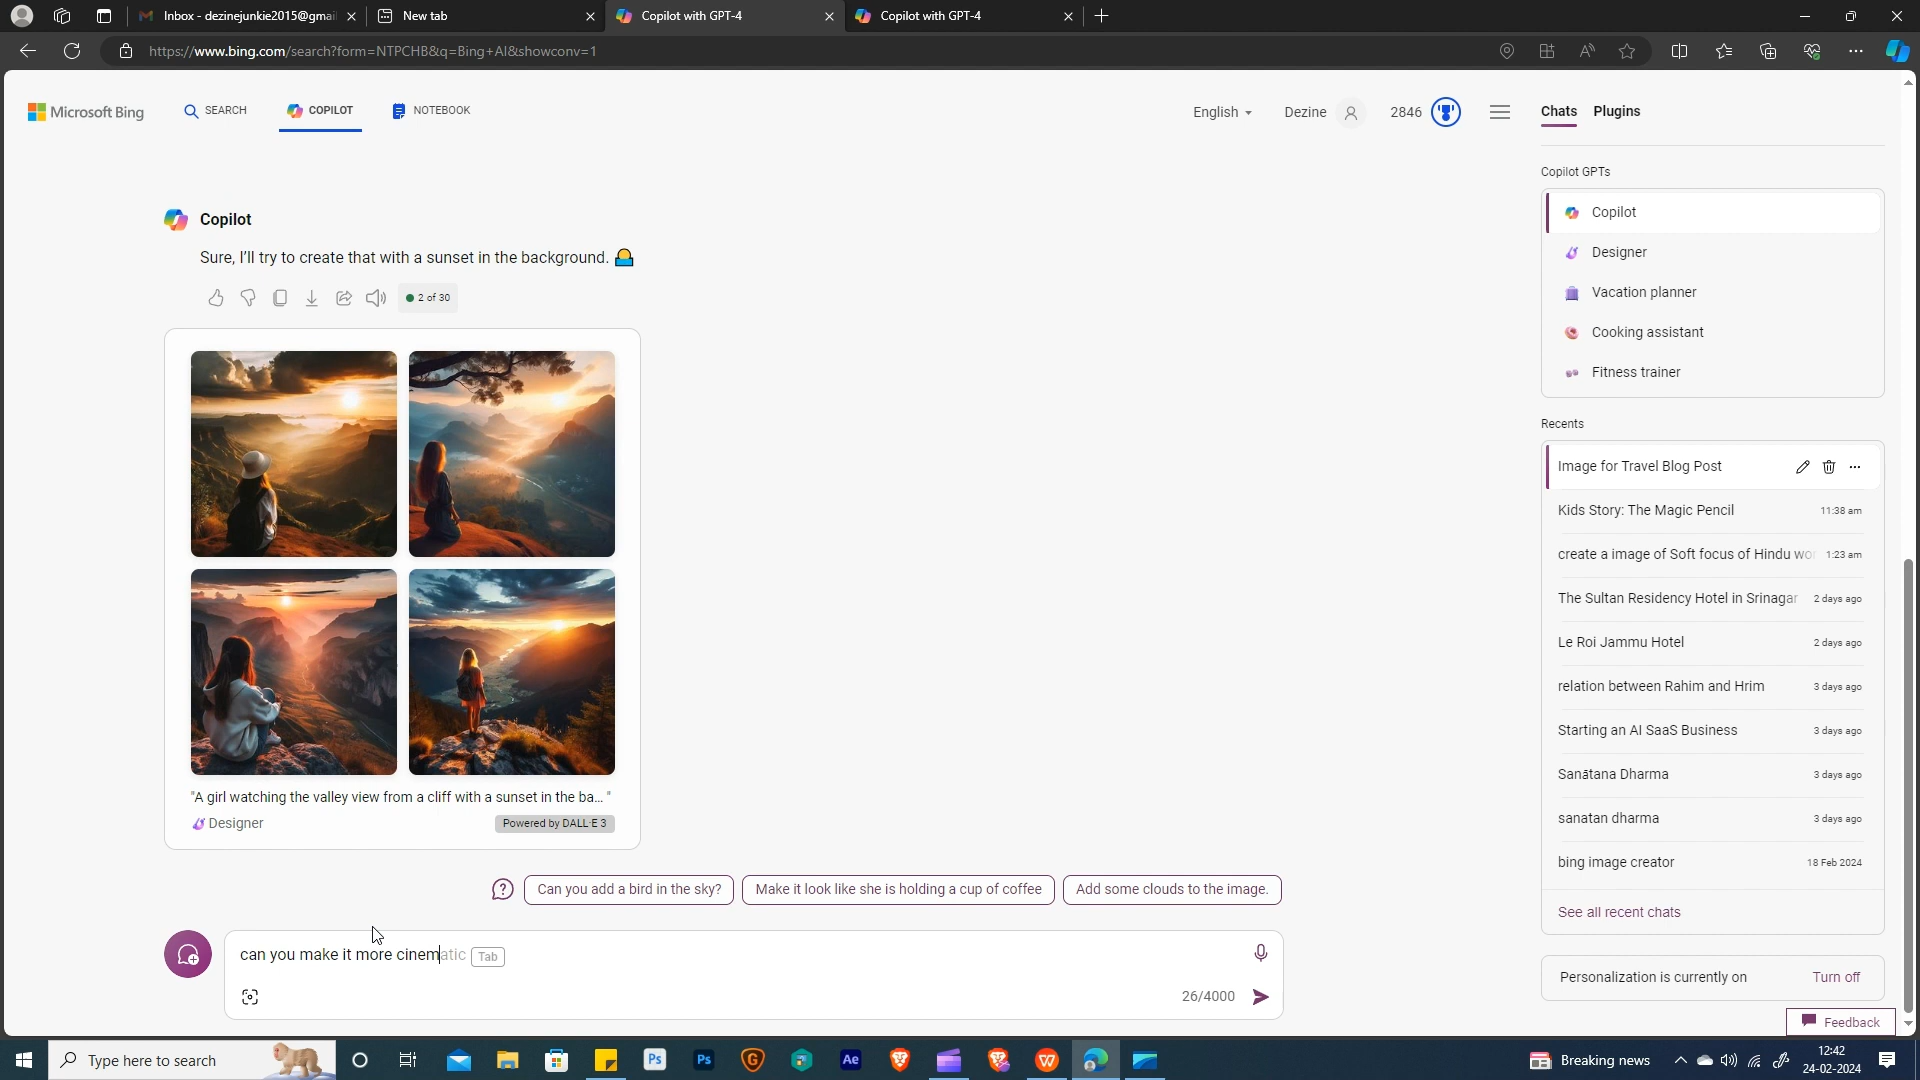 Inbox - dezinejunkie2015@gmai
New tab
Copilot with GPT-4
Copilot with GPT-4
https://www.bing.com/search?form=NTPCHB&q=Bing+AI&showconv=1
Microsoft Bing
SEARCH
COPILOT
NOTEBOOK
English
Dezine
2846
Chats
Plugins
Copilot
Sure, I'll try to create that with a sunset in the background.
2 of 30
"A girl watching the valley view from a cliff with a sunset in the ba... "
Designer
Powered by DALL·E 3
Can you add a bird in the sky?
Make it look like she is holding a cup of coffee
Add some clouds to the image.
can you make it more cinematic Tab
26/4000
Copilot GPTs
Copilot
Designer
Vacation planner
Cooking assistant
Fitness trainer
Recents
Image for Travel Blog Post
Kids Story: The Magic Pencil 11:38 am
create a image of Soft focus of Hindu wor 1:23 am
The Sultan Residency Hotel in Srinagar 2 days ago
Le Roi Jammu Hotel 2 days ago
relation between Rahim and Hrim 3 days ago
Starting an AI SaaS Business 3 days ago
Sanātana Dharma 3 days ago
sanatan dharma 3 days ago
bing image creator 18 Feb 2024
See all recent chats
Personalization is currently on Turn off
Feedback
Type here to search
Ps
Ps
Ae
Breaking news
12:42
24-02-2024